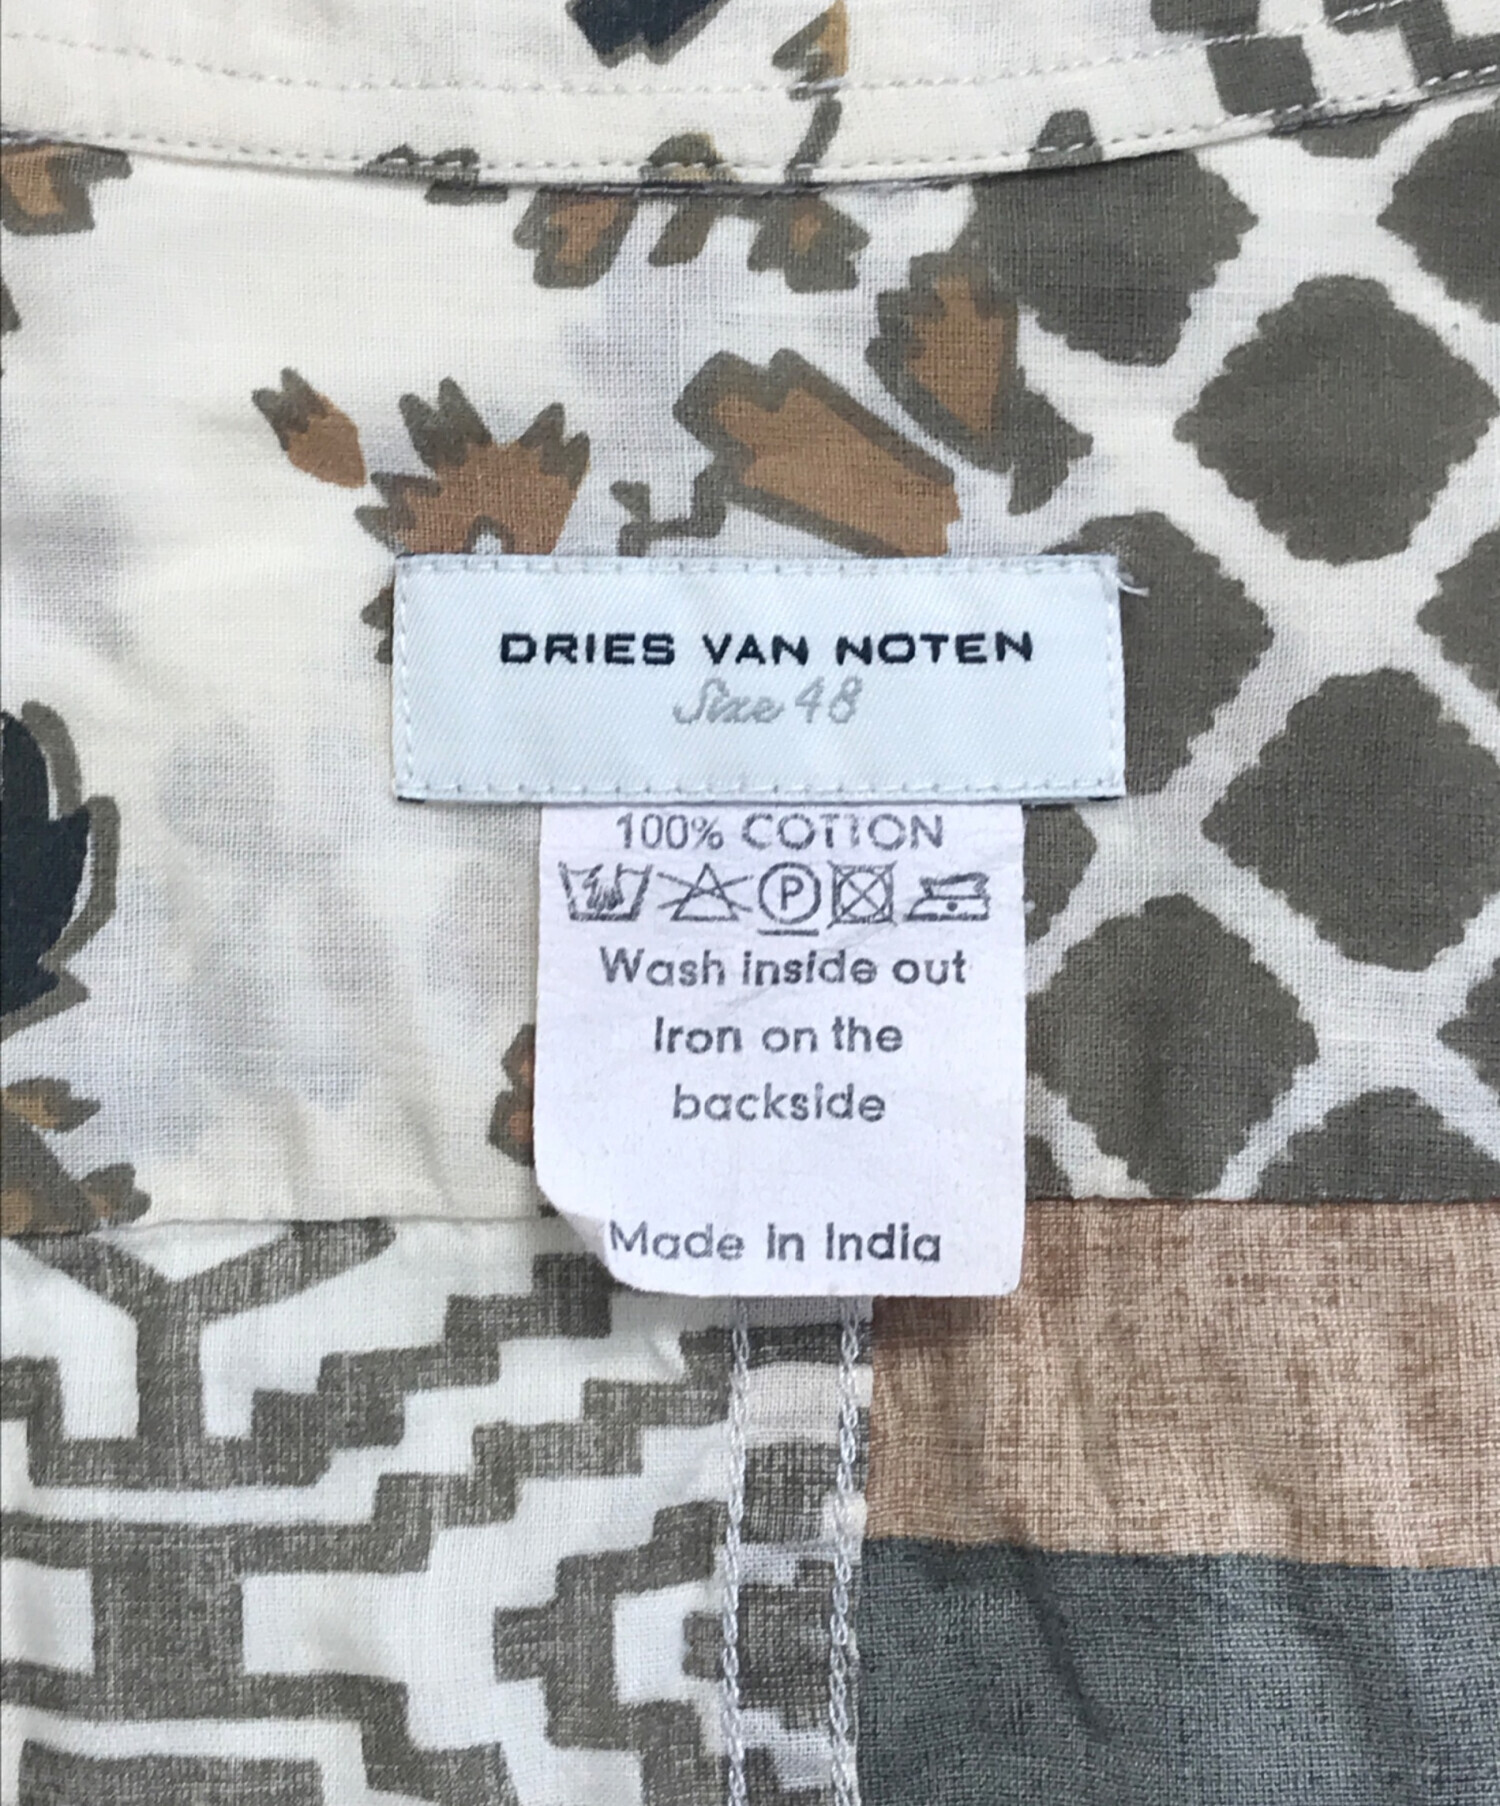 DRIES VAN NOTEN
Size 48
100% COTTON
P
Wash inside out
Iron on the
backside
Made in India